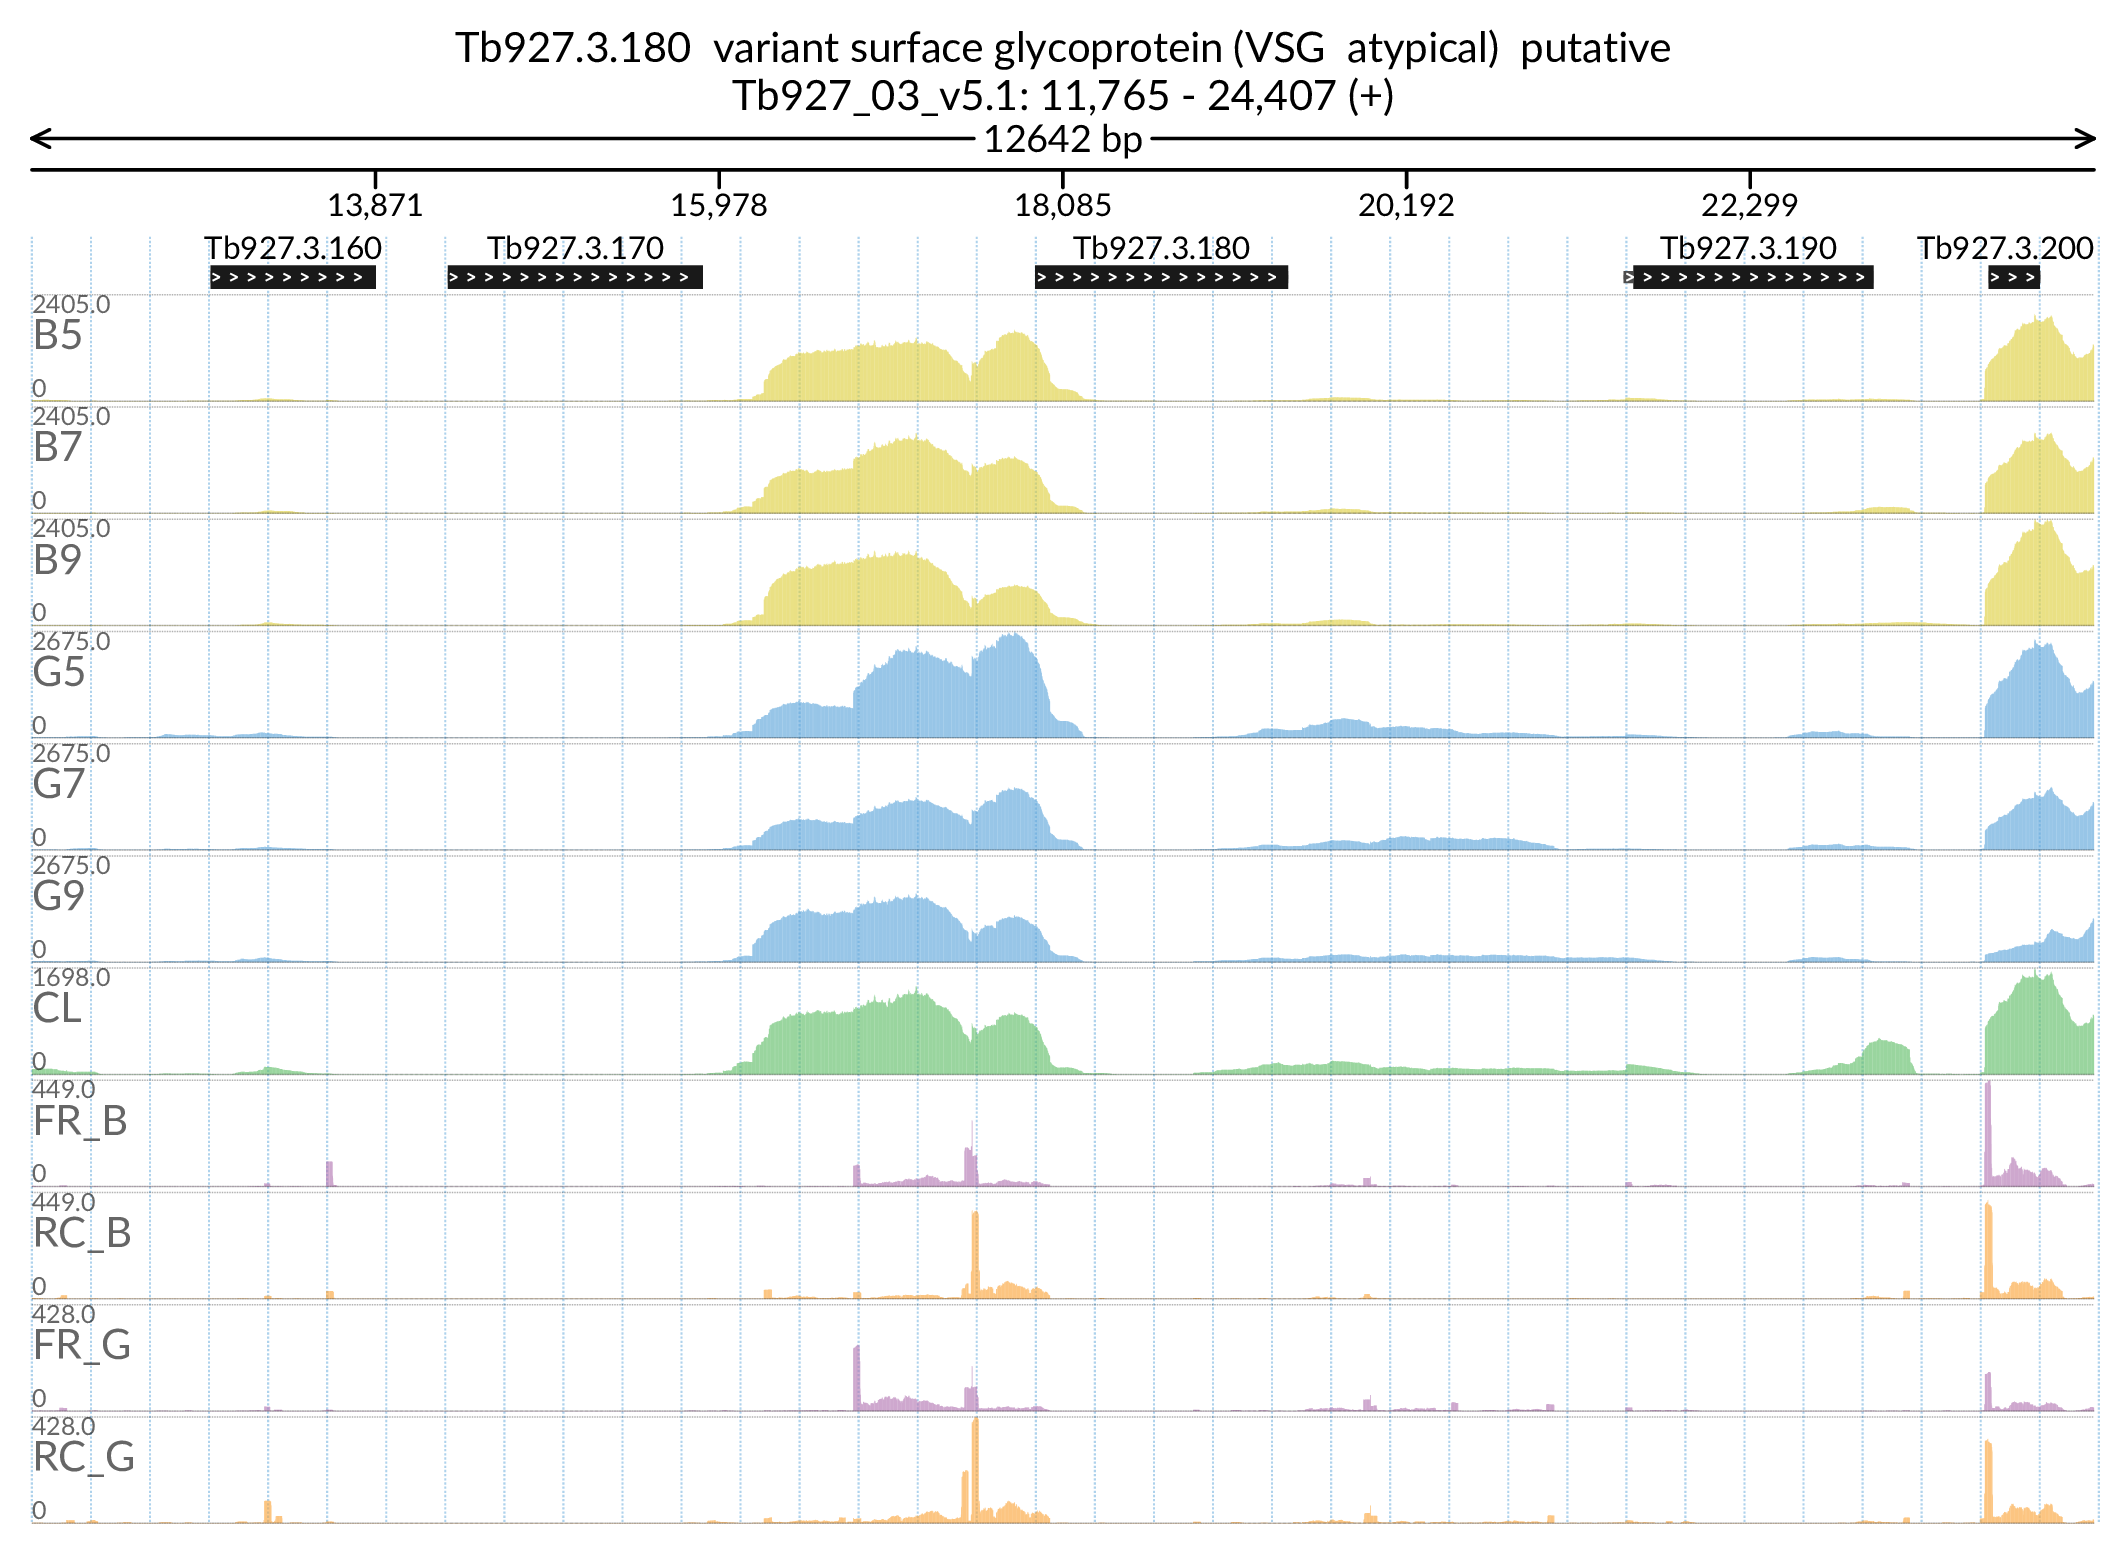 Tb927.3.180 variant surface glycoprotein (VSG atypical) putative
Tb927_03_v5.1: 11,765 - 24,407 (+)
12642 bp
13,871 15,978 18,085 20,192 22,299
Tb927.3.160 Tb927.3.170 Tb927.3.180 Tb927.3.190 Tb927.3.200
2405.0
B5
0
2405.0
B7
0
2405.0
B9
0
2675.0
G5
0
2675.0
G7
0
2675.0
G9
0
1698.0
CL
0
449.0
FR_B
0
449.0
RC_B
0
428.0
FR_G
0
428.0
RC_G
0